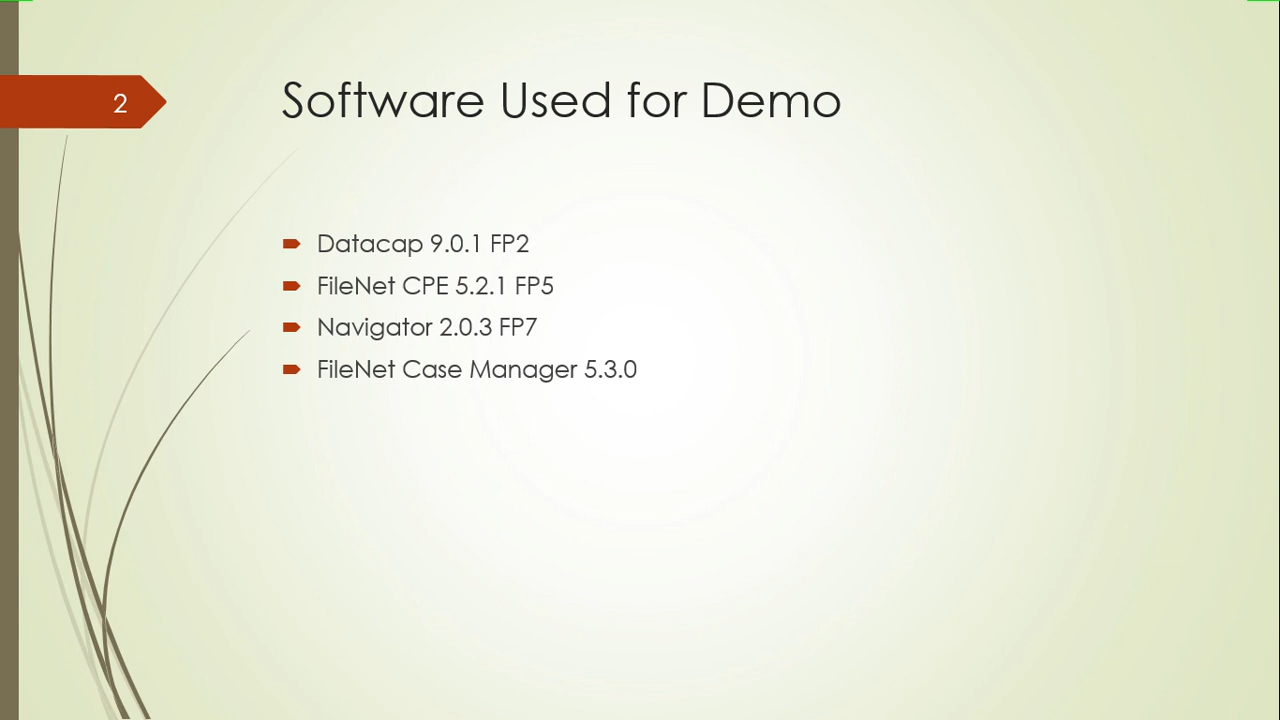 2
Software Used for Demo
Datacap 9.0.1 FP2
FileNet CPE 5.2.1 FP5
Navigator 2.0.3 FP7
FileNet Case Manager 5.3.0